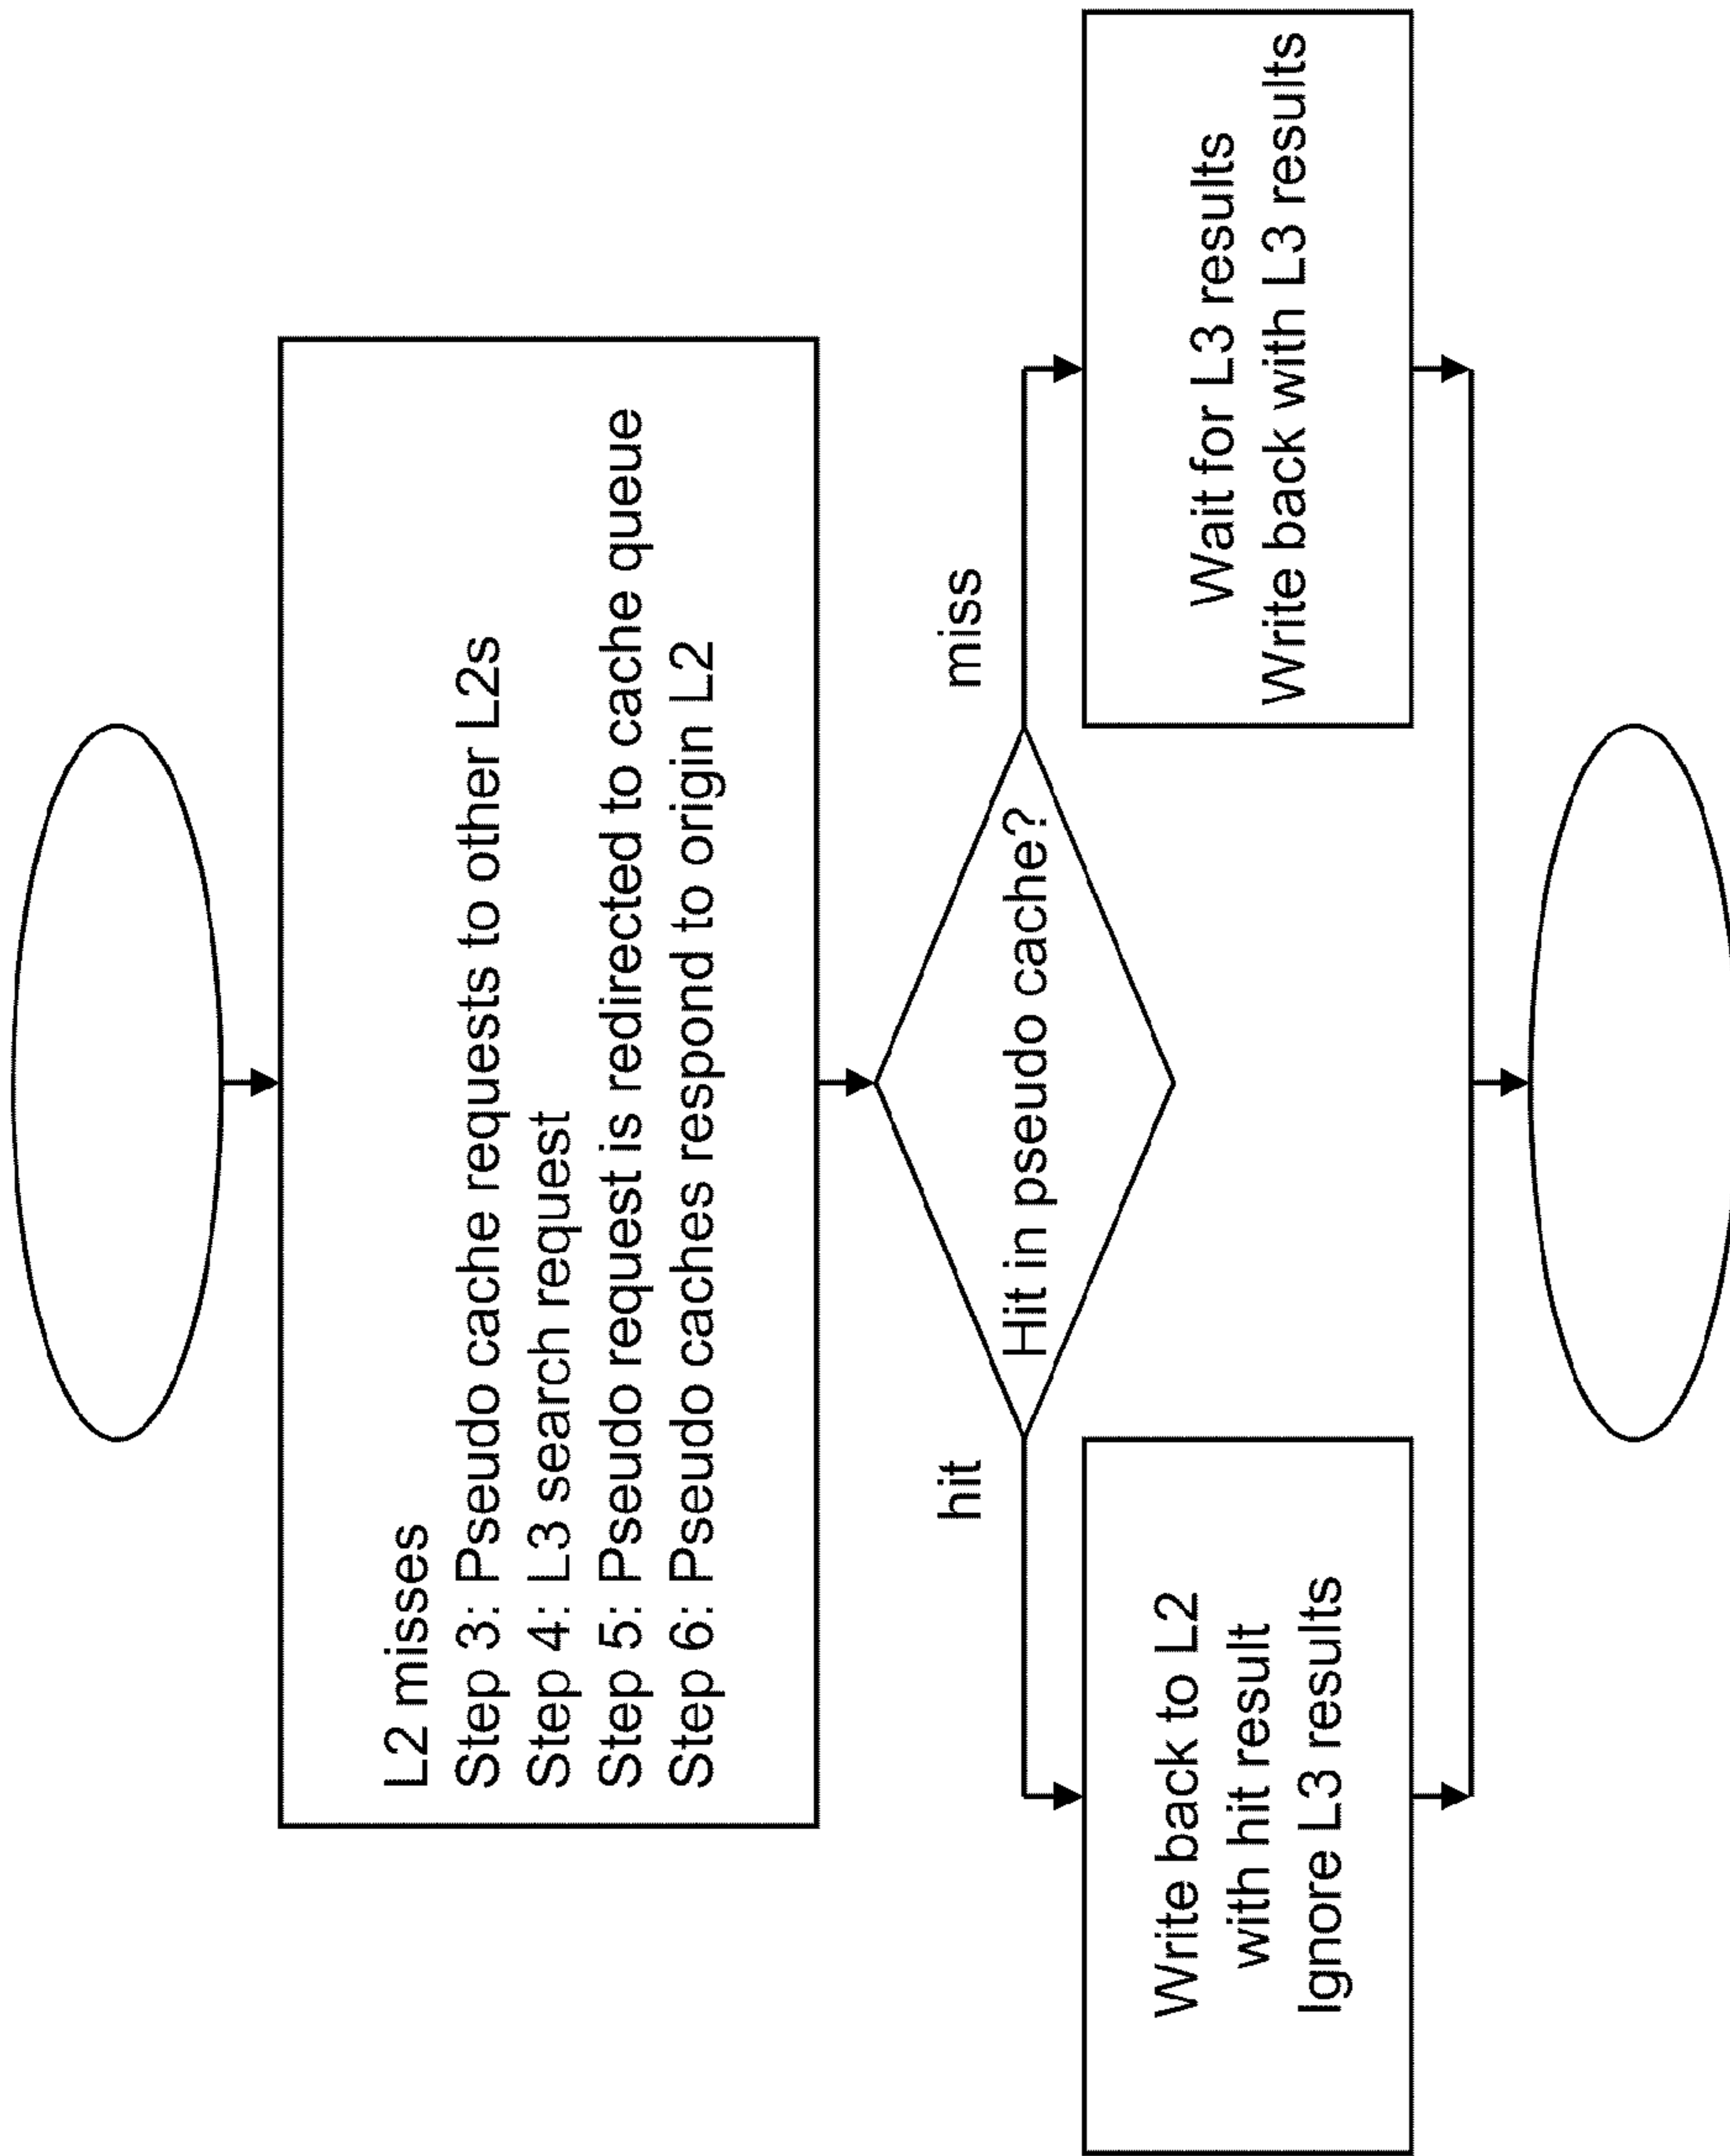 L2 misses
Step 3: Pseudo cache requests to other L2s
Step 4: L3 search request
Step 5: Pseudo request is redirected to cache queue
Step 6: Pseudo caches respond to origin L2
Hit in pseudo cache?
hit
miss
Write back to L2
with hit result
Ignore L3 results
Wait for L3 results
Write back with L3 results